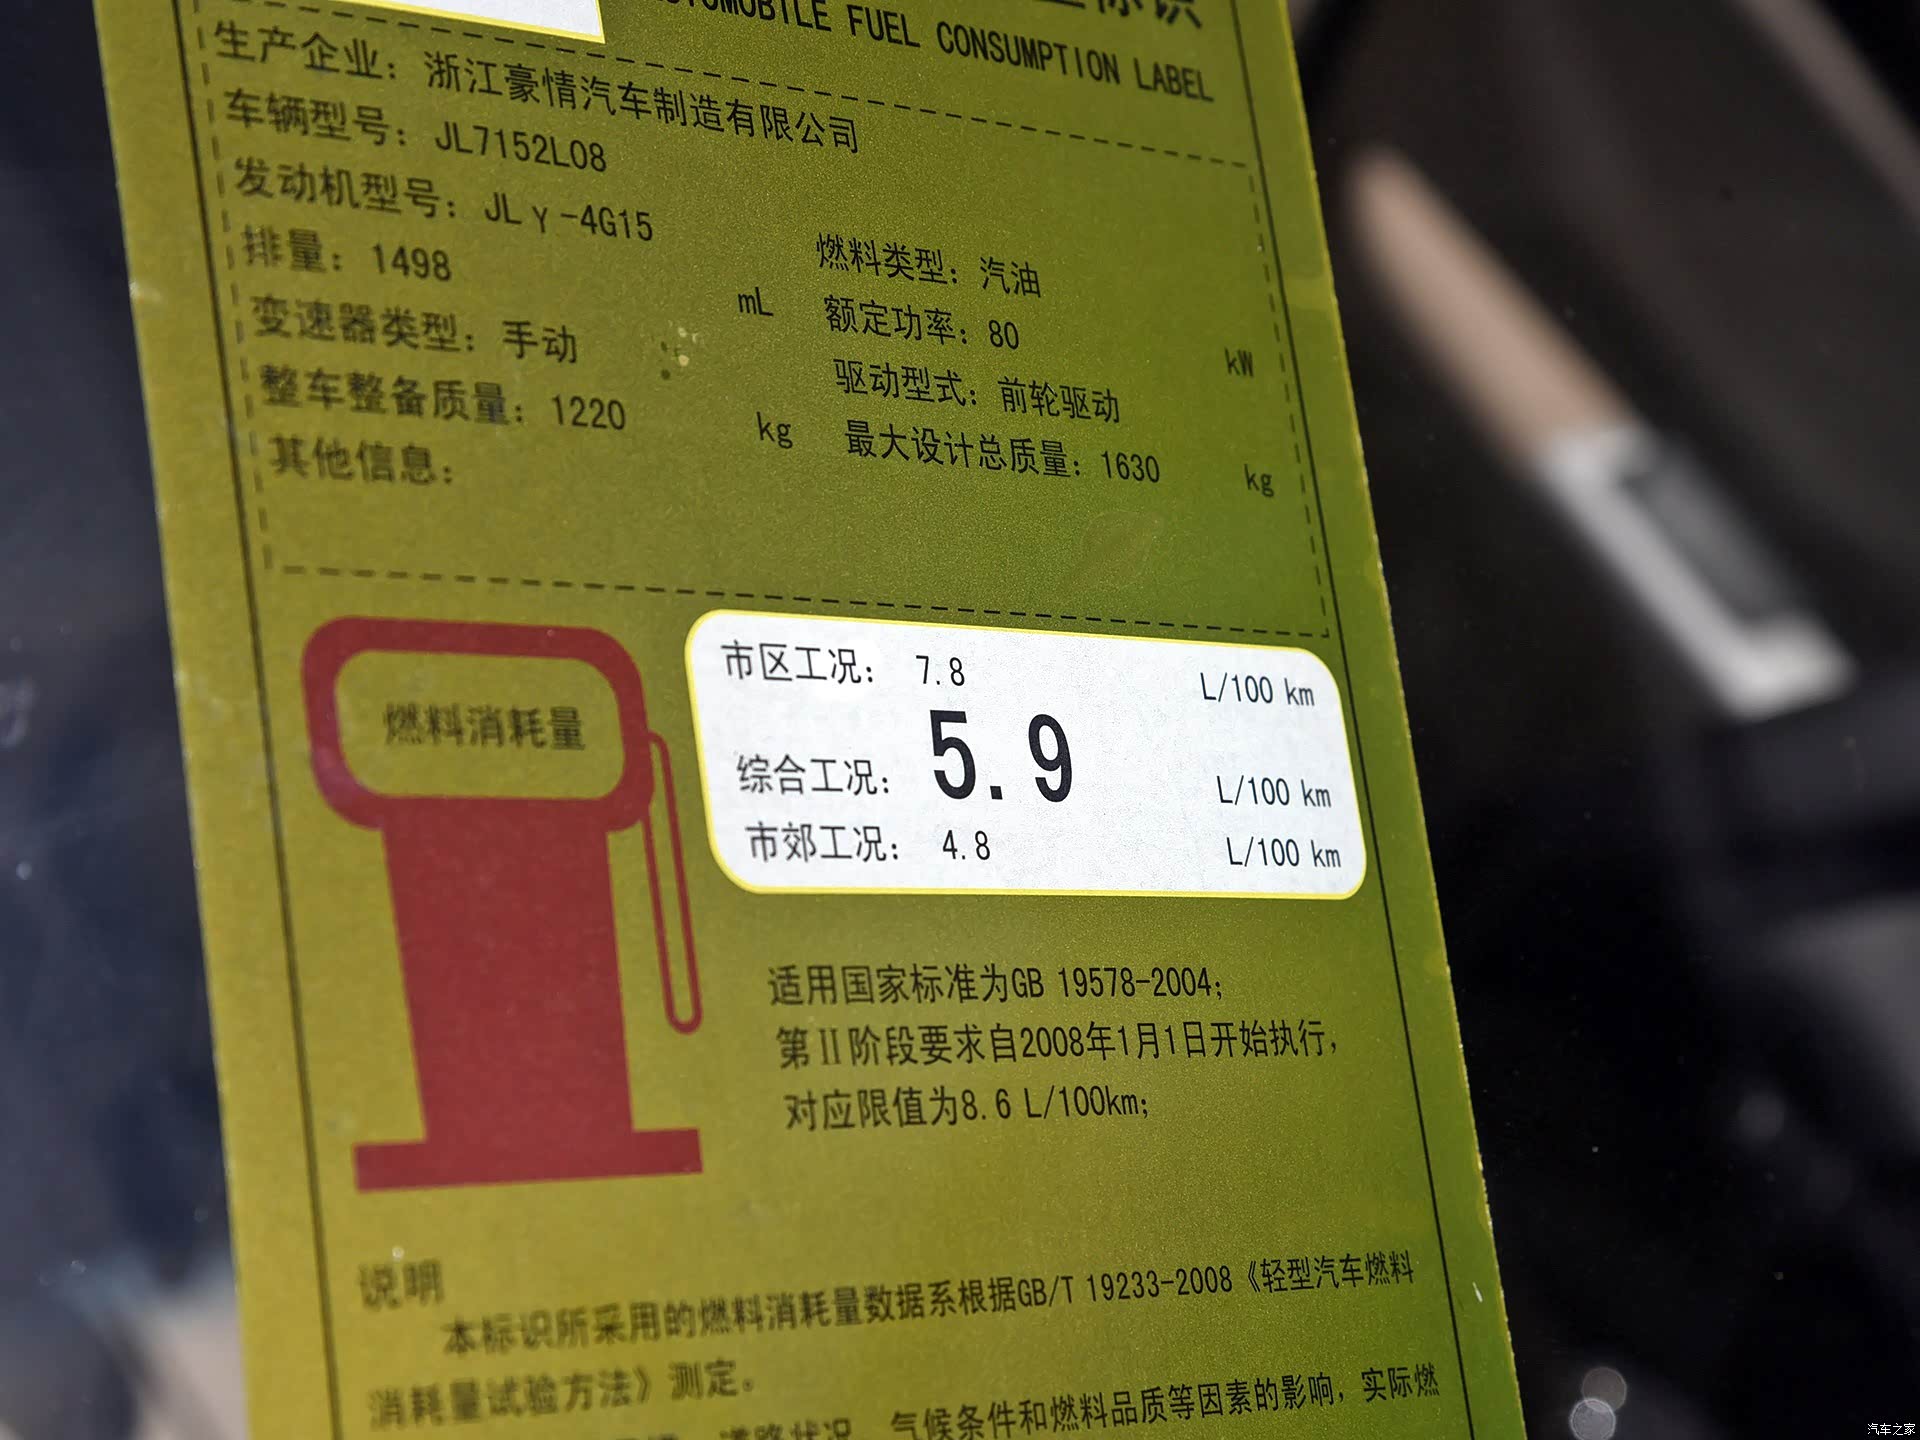 AUTOMOBILE FUEL CONSUMPTION LABEL
生产企业：浙江豪情汽车制造有限公司
车辆型号：JL7152L08
发动机型号：JLγ-4G15
排量：1498 mL 燃料类型：汽油
额定功率：80 kW
变速器类型：手动 驱动型式：前轮驱动
整车整备质量：1220 kg 最大设计总质量：1630 kg
其他信息：
燃料消耗量
市区工况：7.8 L/100 km
综合工况：5.9 L/100 km
市郊工况：4.8 L/100 km
适用国家标准为GB 19578-2004；
第Ⅱ阶段要求自2008年1月1日开始执行，
对应限值为8.6 L/100km；
说明
本标识所采用的燃料消耗量数据系根据GB/T 19233-2008《轻型汽车燃料
消耗量试验方法》测定。
道路状况、气候条件和燃料品质等因素的影响，实际燃
汽车之家